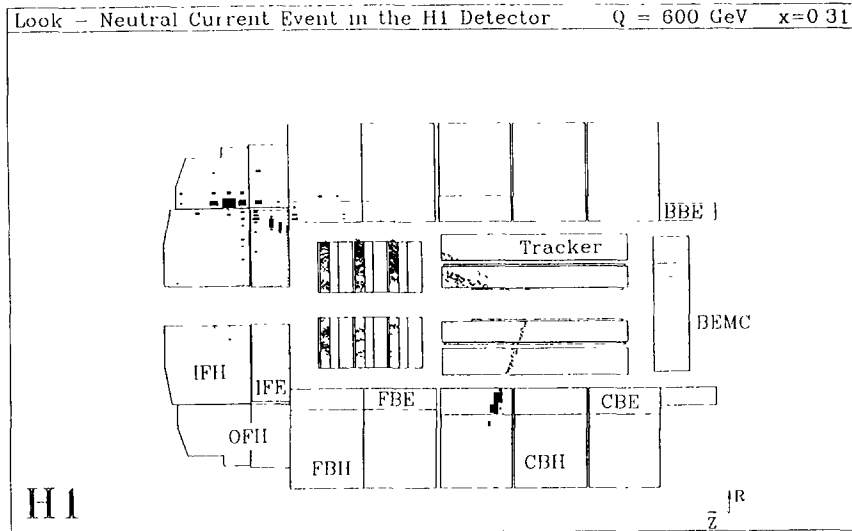 Look – Neutral Current Event in the H1 Detector Q = 600 GeV x=0 31
BBE
Tracker
BEMC
IFH
IFE
FBE
CBE
OFH
FBH
CBH
H1
R
Z